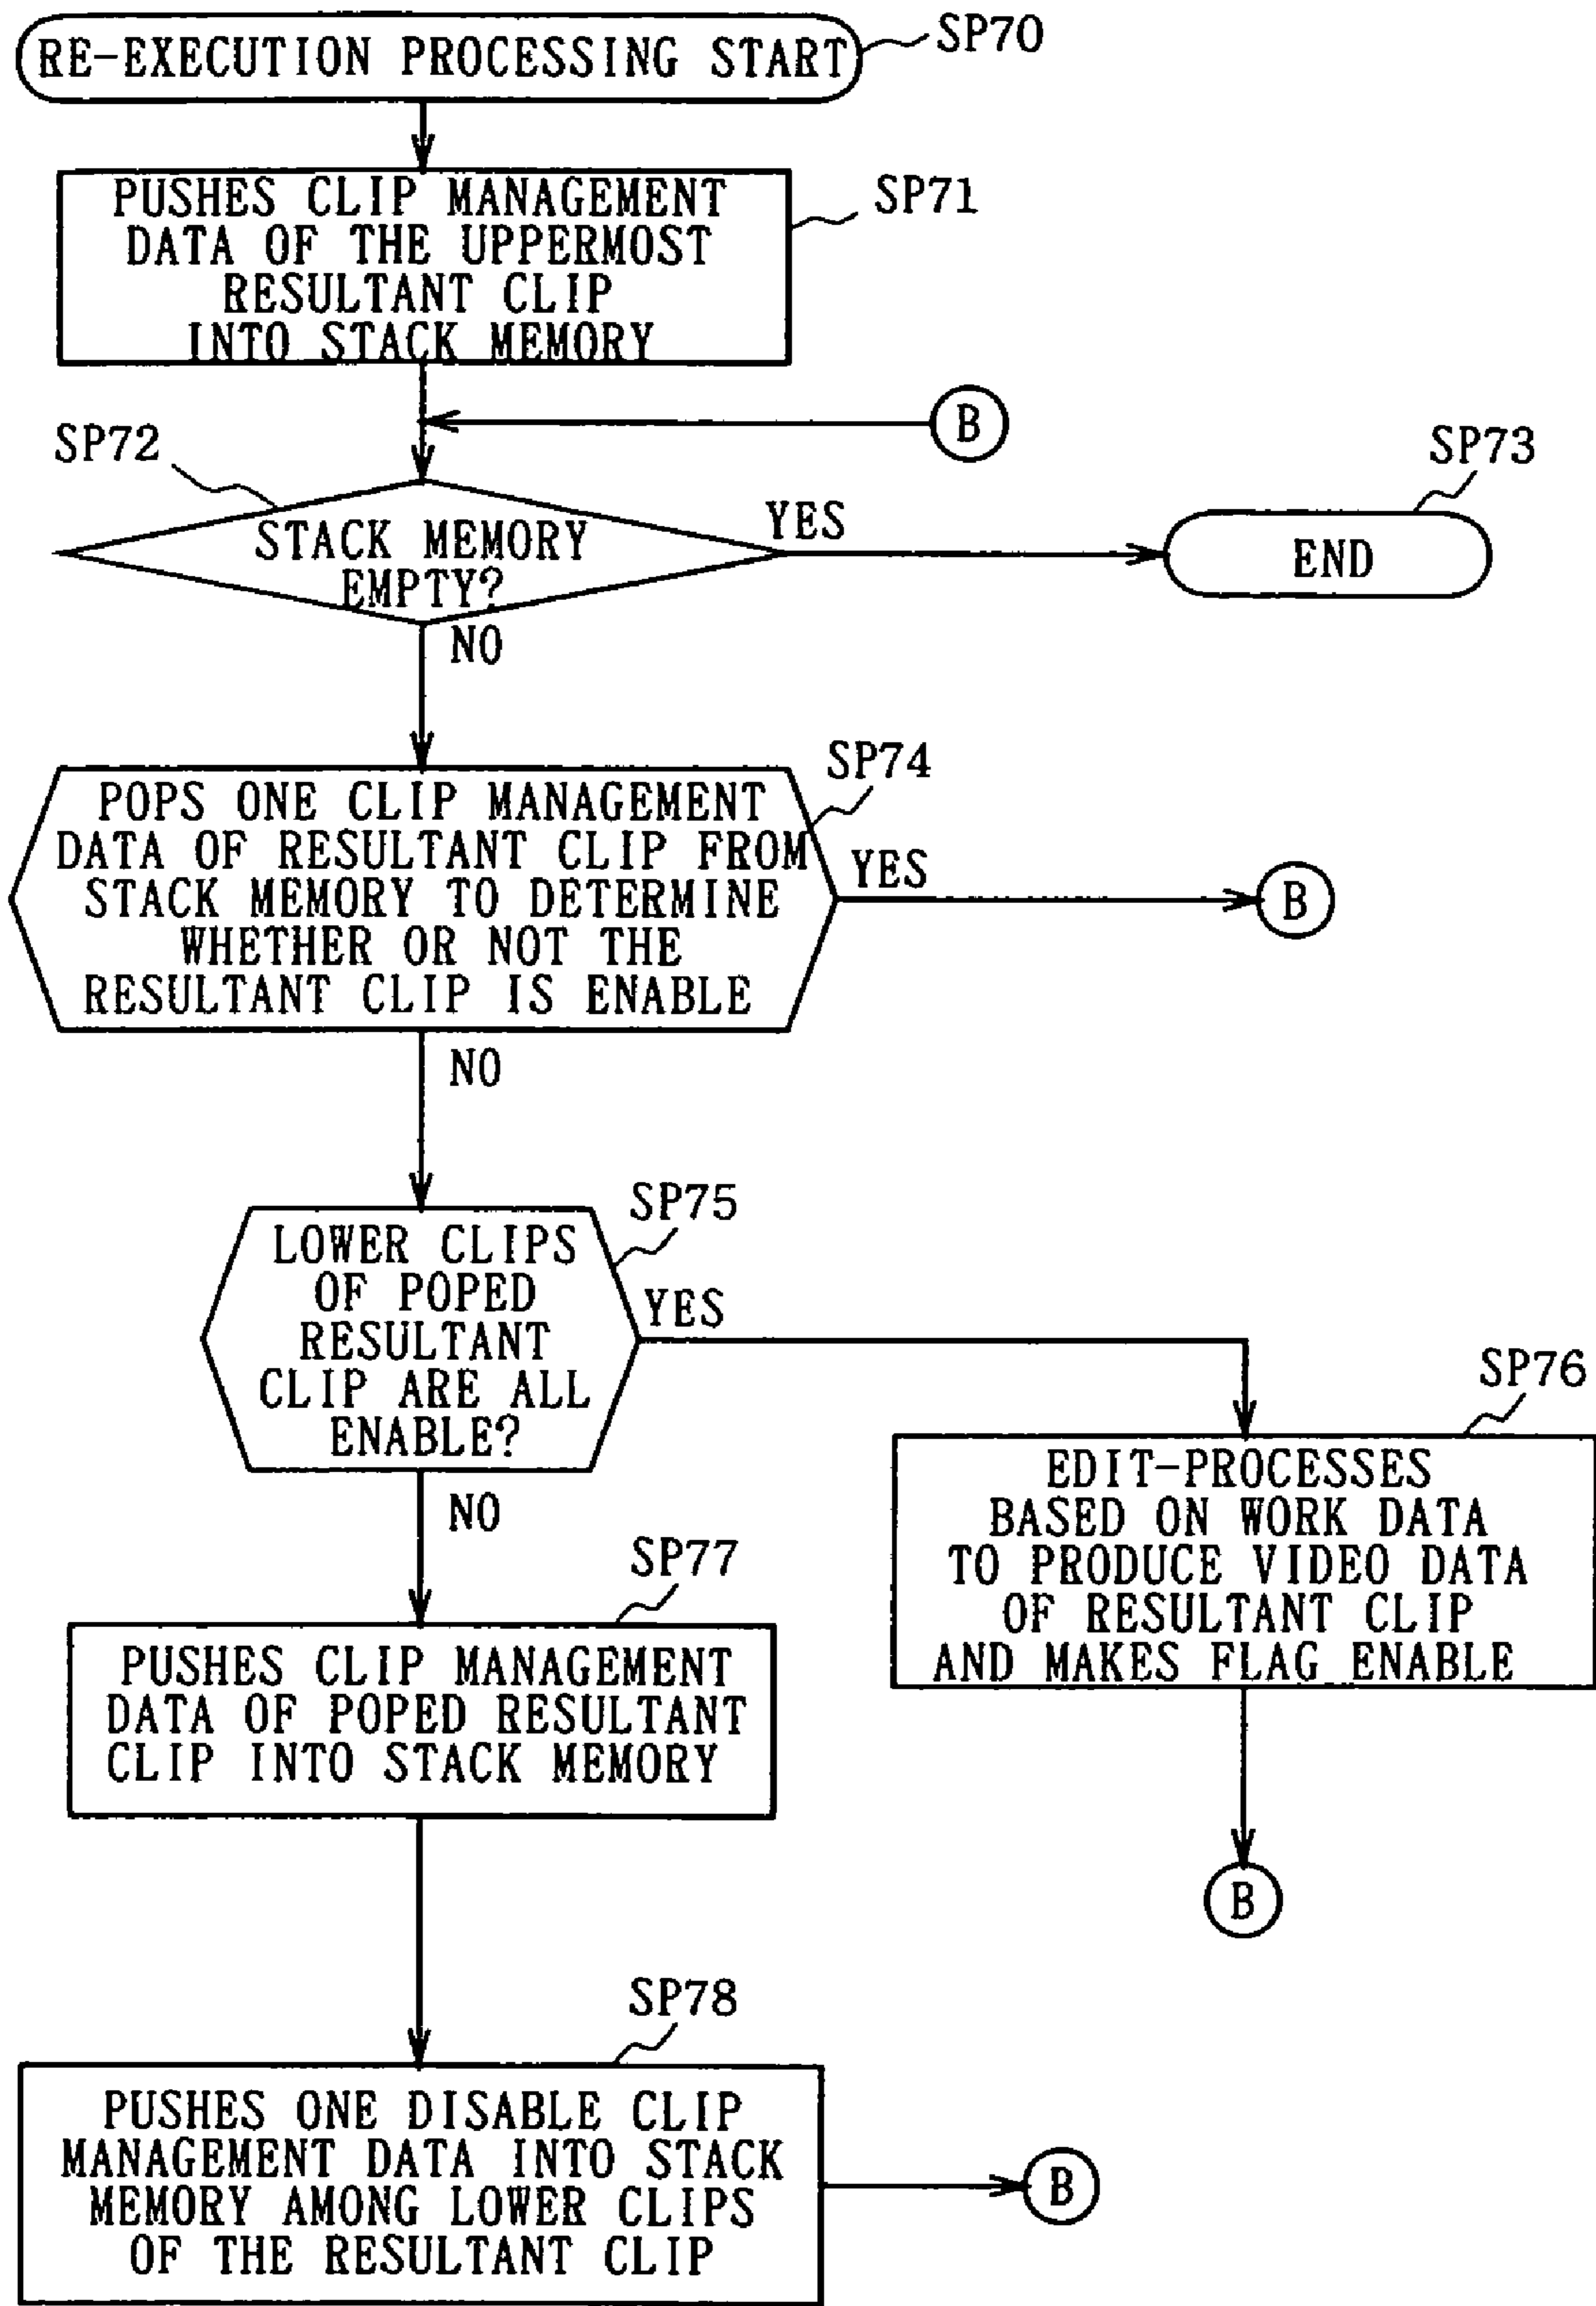 RE-EXECUTION PROCESSING START
SP70
PUSHES CLIP MANAGEMENT
DATA OF THE UPPERMOST
RESULTANT CLIP
INTO STACK MEMORY
SP71
B
SP72
STACK MEMORY
EMPTY?
YES
SP73
END
NO
SP74
POPS ONE CLIP MANAGEMENT
DATA OF RESULTANT CLIP FROM
STACK MEMORY TO DETERMINE
WHETHER OR NOT THE
RESULTANT CLIP IS ENABLE
YES
B
NO
SP75
LOWER CLIPS
OF POPED
RESULTANT
CLIP ARE ALL
ENABLE?
YES
SP76
EDIT-PROCESSES
BASED ON WORK DATA
TO PRODUCE VIDEO DATA
OF RESULTANT CLIP
AND MAKES FLAG ENABLE
B
NO
SP77
PUSHES CLIP MANAGEMENT
DATA OF POPED RESULTANT
CLIP INTO STACK MEMORY
SP78
PUSHES ONE DISABLE CLIP
MANAGEMENT DATA INTO STACK
MEMORY AMONG LOWER CLIPS
OF THE RESULTANT CLIP
B